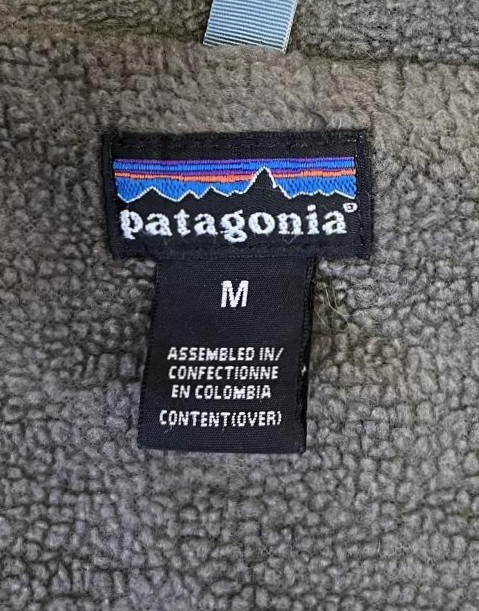 patagonia®
M
ASSEMBLED IN/
CONFECTIONNE
EN COLOMBIA
CONTENT(OVER)